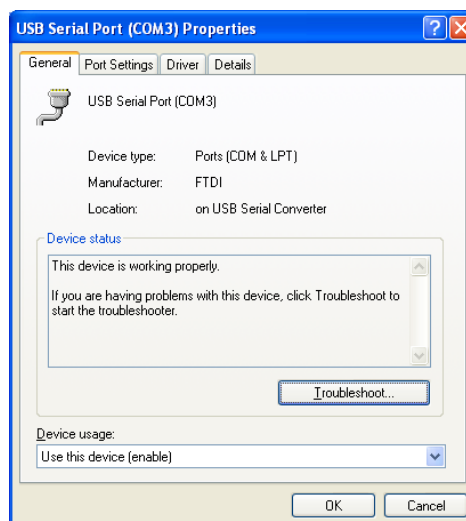 USB Serial Port (COM3) Properties
General Port Settings Driver Details
USB Serial Port (COM3)
Device type: Ports (COM & LPT)
Manufacturer: FTDI
Location: on USB Serial Converter
Device status
This device is working properly.
If you are having problems with this device, click Troubleshoot to
start the troubleshooter.
Troubleshoot...
Device usage:
Use this device (enable)
OK Cancel